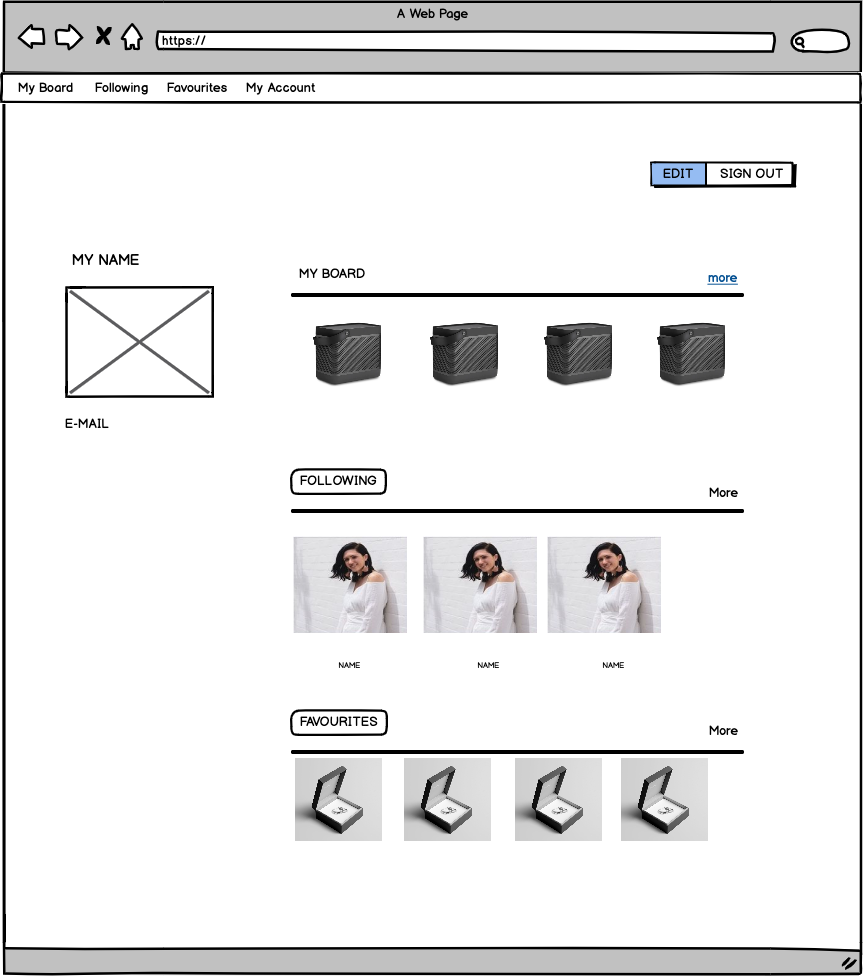 A Web Page
https://
My Board Following Favourites My Account
EDIT SIGN OUT
MY NAME
E-MAIL
MY BOARD more
FOLLOWING More
NAME NAME NAME
FAVOURITES More